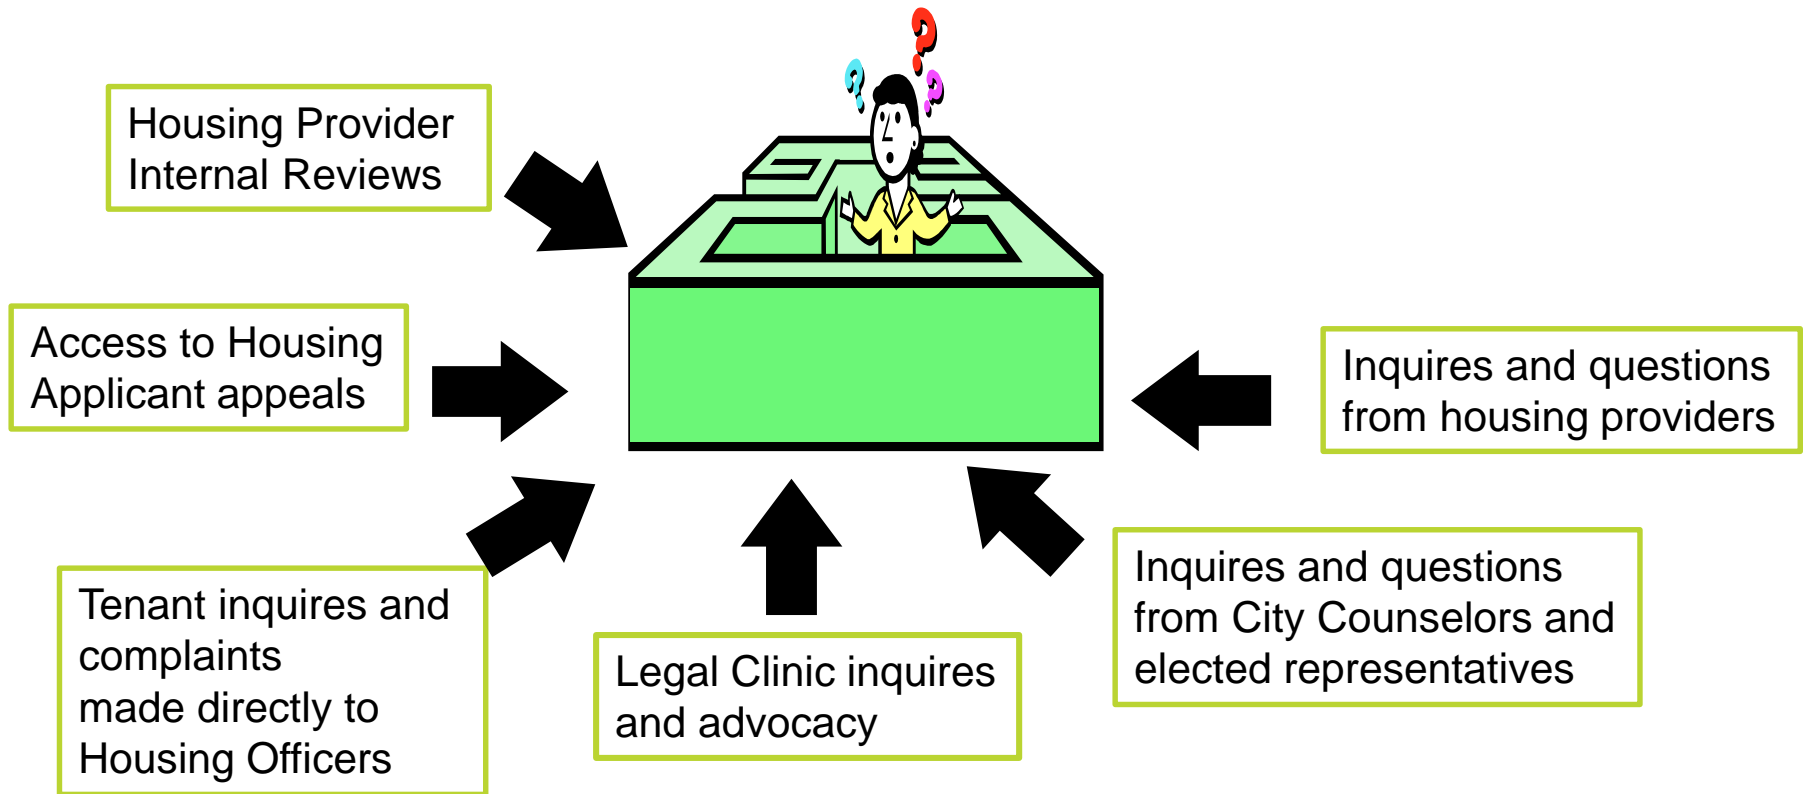 Housing Provider
Internal Reviews
Access to Housing
Applicant appeals
Tenant inquires and
complaints
made directly to
Housing Officers
Legal Clinic inquires
and advocacy
Inquires and questions
from City Counselors and
elected representatives
Inquires and questions
from housing providers
?
?
?